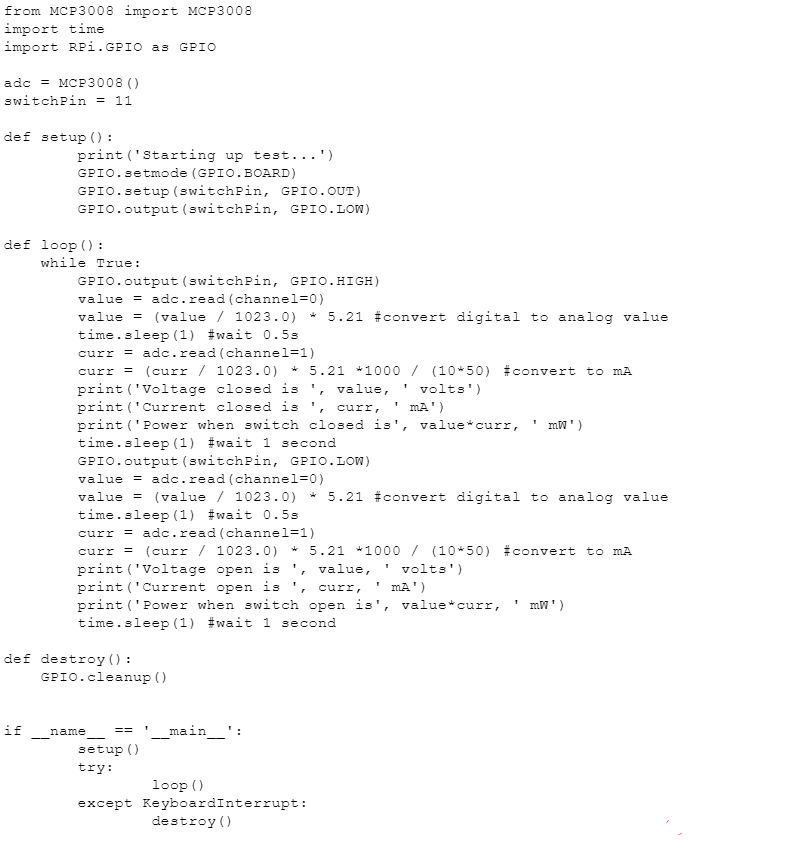 from MCP3008 import MCP3008
import time
import RPi.GPIO as GPIO

adc = MCP3008()
switchPin = 11

def setup():
        print('Starting up test...')
        GPIO.setmode(GPIO.BOARD)
        GPIO.setup(switchPin, GPIO.OUT)
        GPIO.output(switchPin, GPIO.LOW)

def loop():
    while True:
        GPIO.output(switchPin, GPIO.HIGH)
        value = adc.read(channel=0)
        value = (value / 1023.0) * 5.21 #convert digital to analog value
        time.sleep(1) #wait 0.5s
        curr = adc.read(channel=1)
        curr = (curr / 1023.0) * 5.21 *1000 / (10*50) #convert to mA
        print('Voltage closed is ', value, ' volts')
        print('Current closed is ', curr, ' mA')
        print('Power when switch closed is', value*curr, ' mW')
        time.sleep(1) #wait 1 second
        GPIO.output(switchPin, GPIO.LOW)
        value = adc.read(channel=0)
        value = (value / 1023.0) * 5.21 #convert digital to analog value
        time.sleep(1) #wait 0.5s
        curr = adc.read(channel=1)
        curr = (curr / 1023.0) * 5.21 *1000 / (10*50) #convert to mA
        print('Voltage open is ', value, ' volts')
        print('Current open is ', curr, ' mA')
        print('Power when switch open is', value*curr, ' mW')
        time.sleep(1) #wait 1 second

def destroy():
    GPIO.cleanup()


if __name__ == '__main__':
        setup()
        try:
                loop()
        except KeyboardInterrupt:
                destroy()